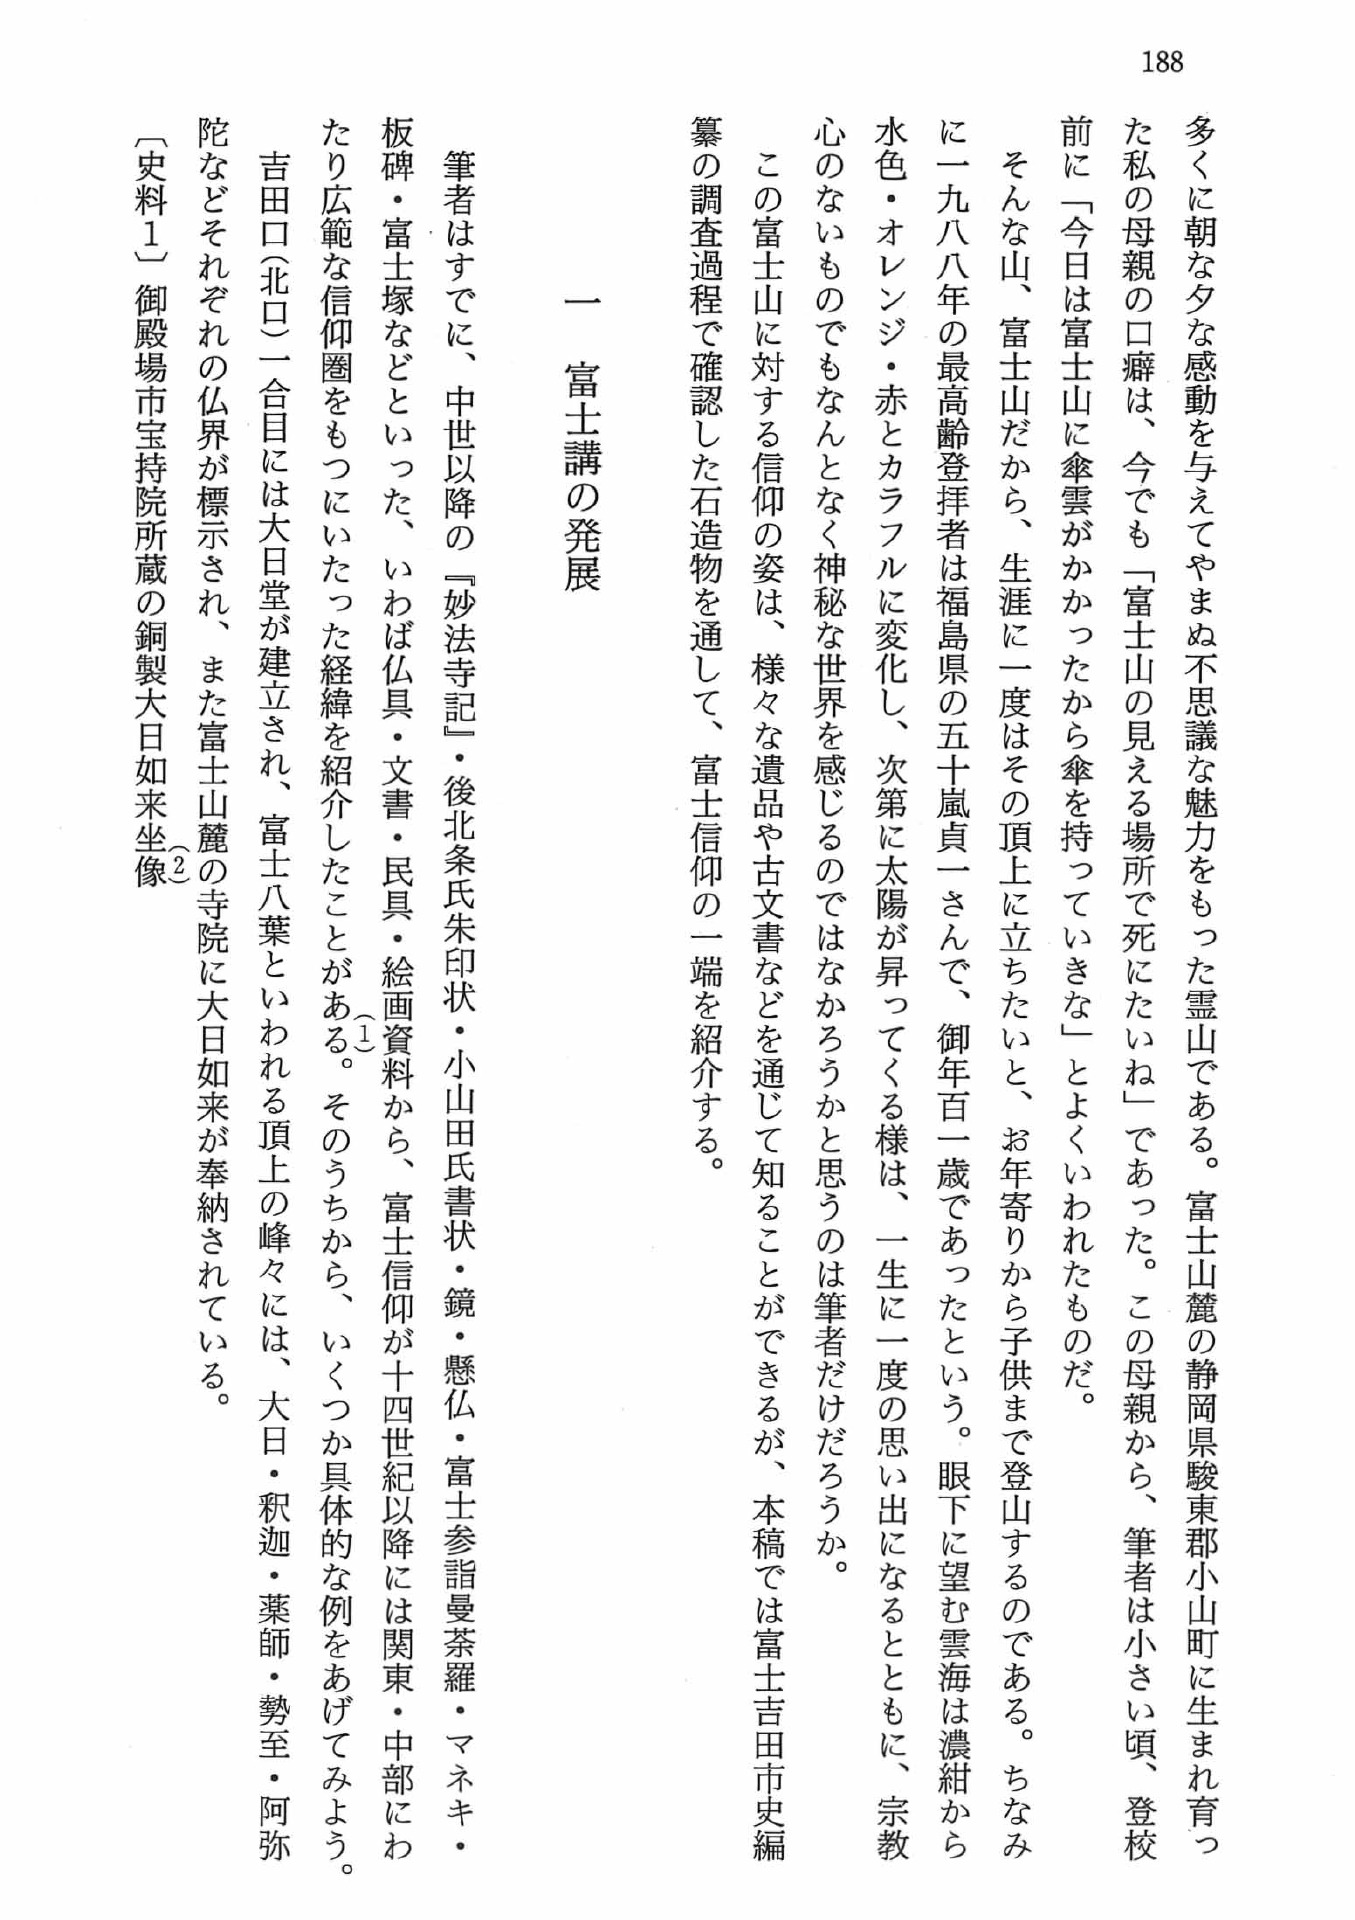 188
多くに朝な夕な感動を与えてやまぬ不思議な魅力をもった霊山である。富士山麓の静岡県駿東郡小山町に生まれ育っ
た私の母親の口癖は、今でも「富士山の見える場所で死にたいね」であった。この母親から、筆者は小さい頃、登校
前に「今日は富士山に傘雲がかかったから傘を持っていきな」とよくいわれたものだ。
そんな山、富士山だから、生涯に一度はその頂上に立ちたいと、お年寄りから子供まで登山するのである。ちなみ
に一九八八年の最高齢登拝者は福島県の五十嵐貞一さんで、御年百一歳であったという。眼下に望む雲海は濃紺から
水色・オレンジ・赤とカラフルに変化し、次第に太陽が昇ってくる様は、一生に一度の思い出になるとともに、宗教
心のないものでもなんとなく神秘な世界を感じるのではなかろうかと思うのは筆者だけだろうか。
この富士山に対する信仰の姿は、様々な遺品や古文書などを通じて知ることができるが、本稿では富士吉田市史編
纂の調査過程で確認した石造物を通して、富士信仰の一端を紹介する。
一 富士講の発展
筆者はすでに、中世以降の『妙法寺記』・後北条氏朱印状・小山田氏書状・鏡・懸仏・富士参詣曼荼羅・マネキ・
板碑・富士塚などといった、いわば仏具・文書・民具・絵画資料から、富士信仰が十四世紀以降には関東・中部にわ
たり広範な信仰圏をもつにいたった経緯を紹介したことがある(1)。そのうちから、いくつか具体的な例をあげてみよう。
吉田口(北口)一合目には大日堂が建立され、富士八葉といわれる頂上の峰々には、大日・釈迦・薬師・勢至・阿弥
陀などそれぞれの仏界が標示され、また富士山麓の寺院に大日如来が奉納されている。
〔史料1〕御殿場市宝持院所蔵の銅製大日如来坐像(2)